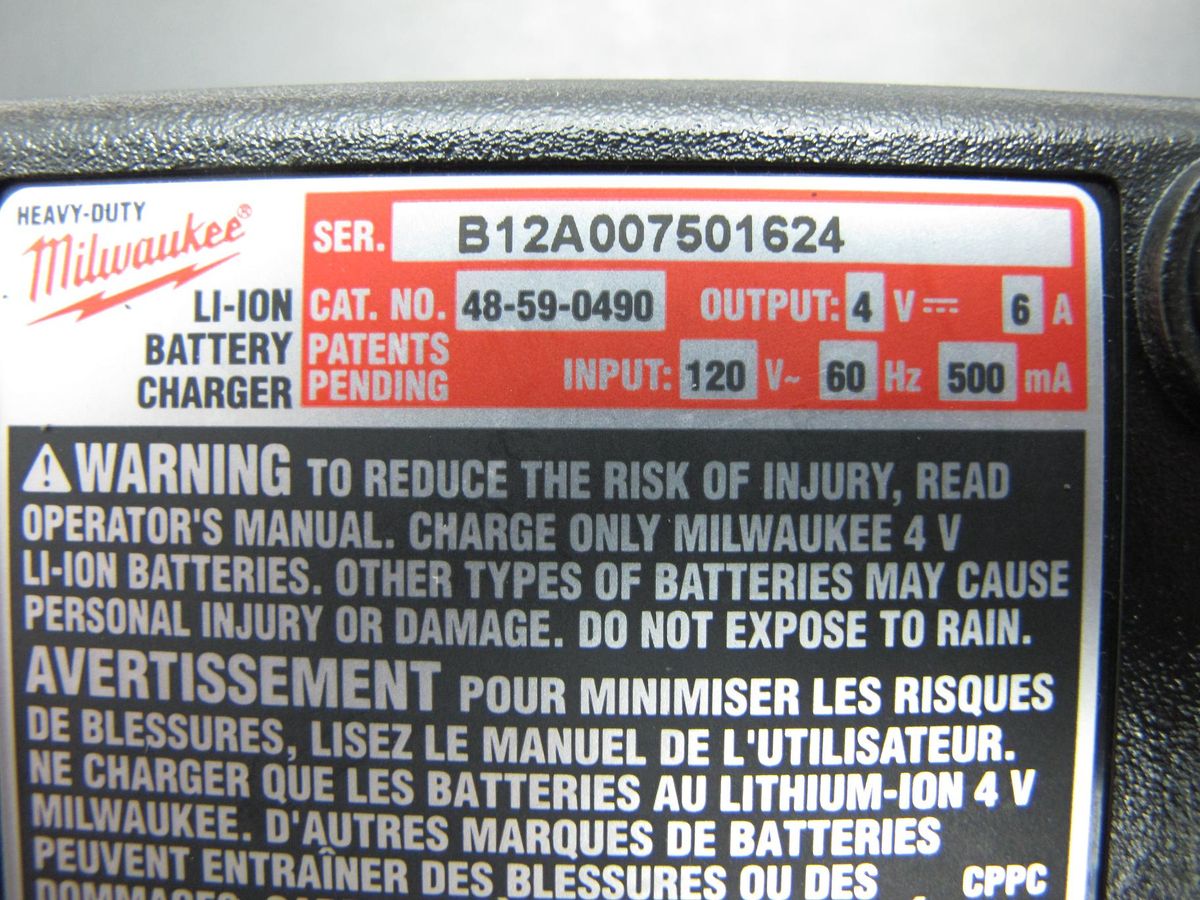 HEAVY-DUTY
Milwaukee®
SER. B12A007501624
LI-ION
BATTERY
CHARGER
CAT. NO. 48-59-0490 OUTPUT: 4 V⎓ 6 A
PATENTS
PENDING
INPUT: 120 V~ 60 Hz 500 mA
⚠WARNING TO REDUCE THE RISK OF INJURY, READ
OPERATOR'S MANUAL. CHARGE ONLY MILWAUKEE 4 V
LI-ION BATTERIES. OTHER TYPES OF BATTERIES MAY CAUSE
PERSONAL INJURY OR DAMAGE. DO NOT EXPOSE TO RAIN.
AVERTISSEMENT POUR MINIMISER LES RISQUES
DE BLESSURES, LISEZ LE MANUEL DE L'UTILISATEUR.
NE CHARGER QUE LES BATTERIES AU LITHIUM-ION 4 V
MILWAUKEE. D'AUTRES MARQUES DE BATTERIES
PEUVENT ENTRAÎNER DES BLESSURES OU DES
CPPC